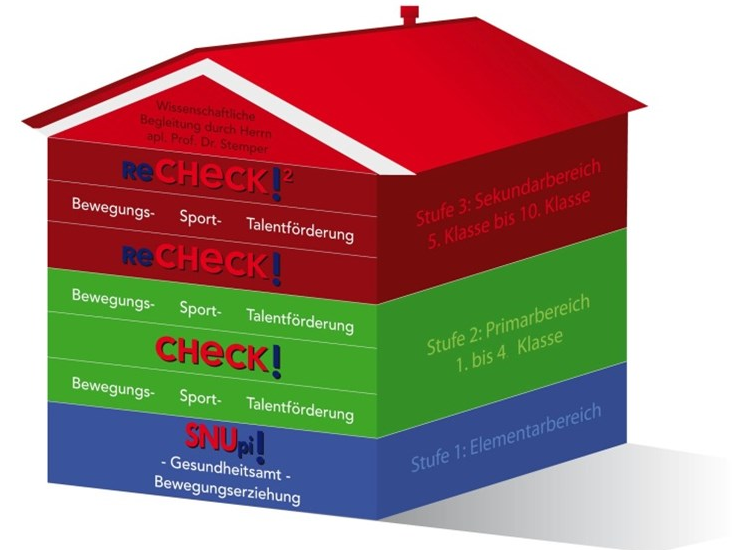 Wissenschaftliche
Begleitung durch Herrn
apl. Prof. Dr. Stemper
reCHeCK!²
Bewegungs- Sport- Talentförderung
reCHeCK!
Bewegungs- Sport- Talentförderung
CHeCK!
Bewegungs- Sport- Talentförderung
SNUpi!
- Gesundheitsamt -
Bewegungserziehung
Stufe 3: Sekundarbereich
5. Klasse bis 10. Klasse
Stufe 2: Primarbereich
1. bis 4 Klasse
Stufe 1: Elementarbereich